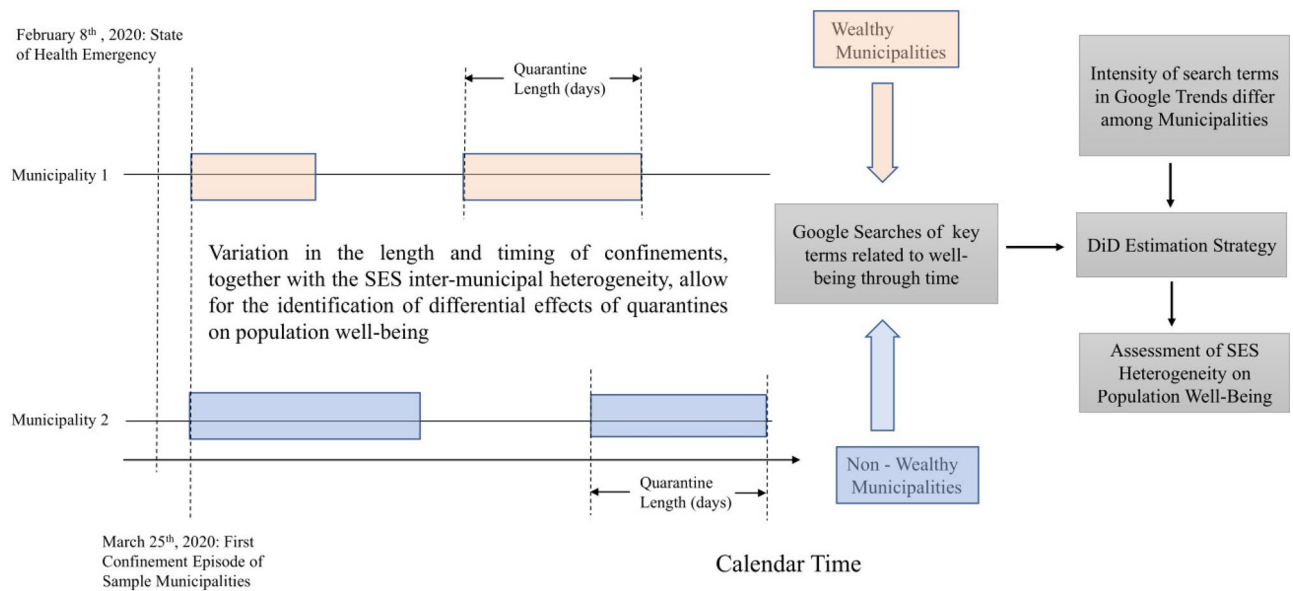 February 8th , 2020: State
of Health Emergency
Quarantine
Length (days)
Municipality 1
Variation in the length and timing of confinements,
together with the SES inter-municipal heterogeneity, allow
for the identification of differential effects of quarantines
on population well-being
Municipality 2
Quarantine
Length (days)
March 25th, 2020: First
Confinement Episode of
Sample Municipalities
Calendar Time
Wealthy
Municipalities
Google Searches of key
terms related to well-
being through time
Non - Wealthy
Municipalities
Intensity of search terms
in Google Trends differ
among Municipalities
DiD Estimation Strategy
Assessment of SES
Heterogeneity on
Population Well-Being